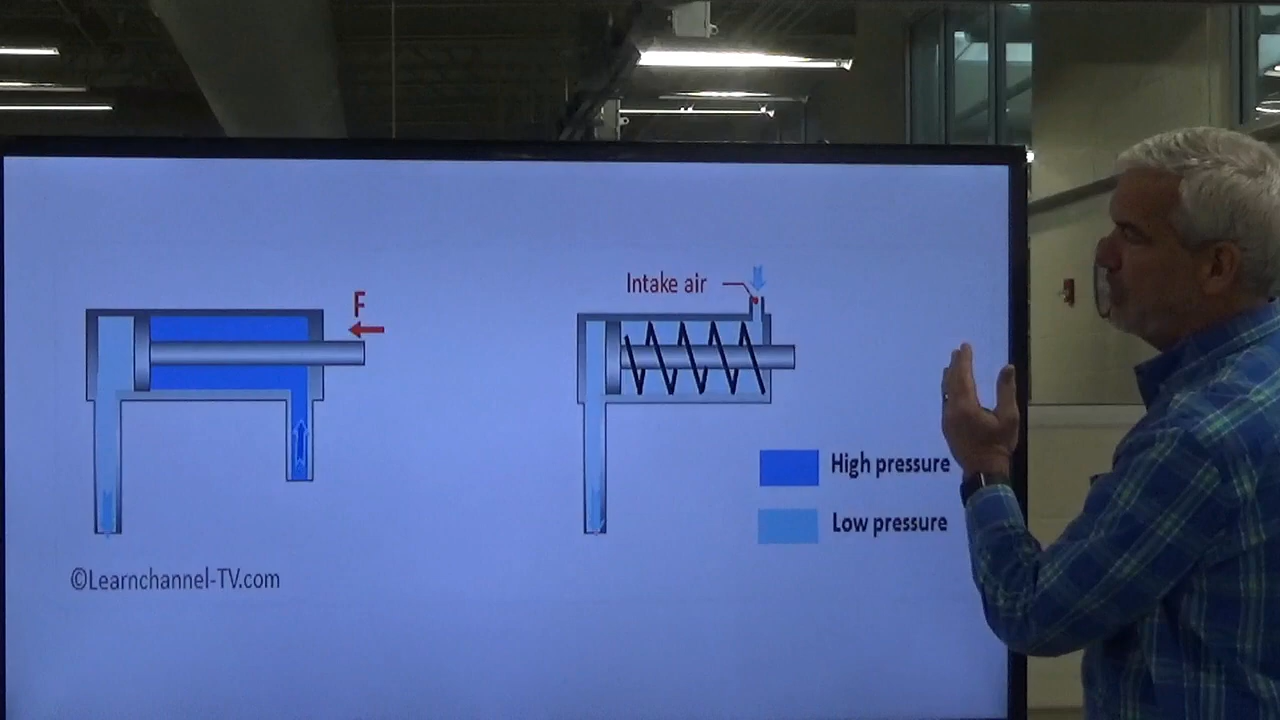 F
Intake air
High pressure
Low pressure
©Learnchannel-TV.com